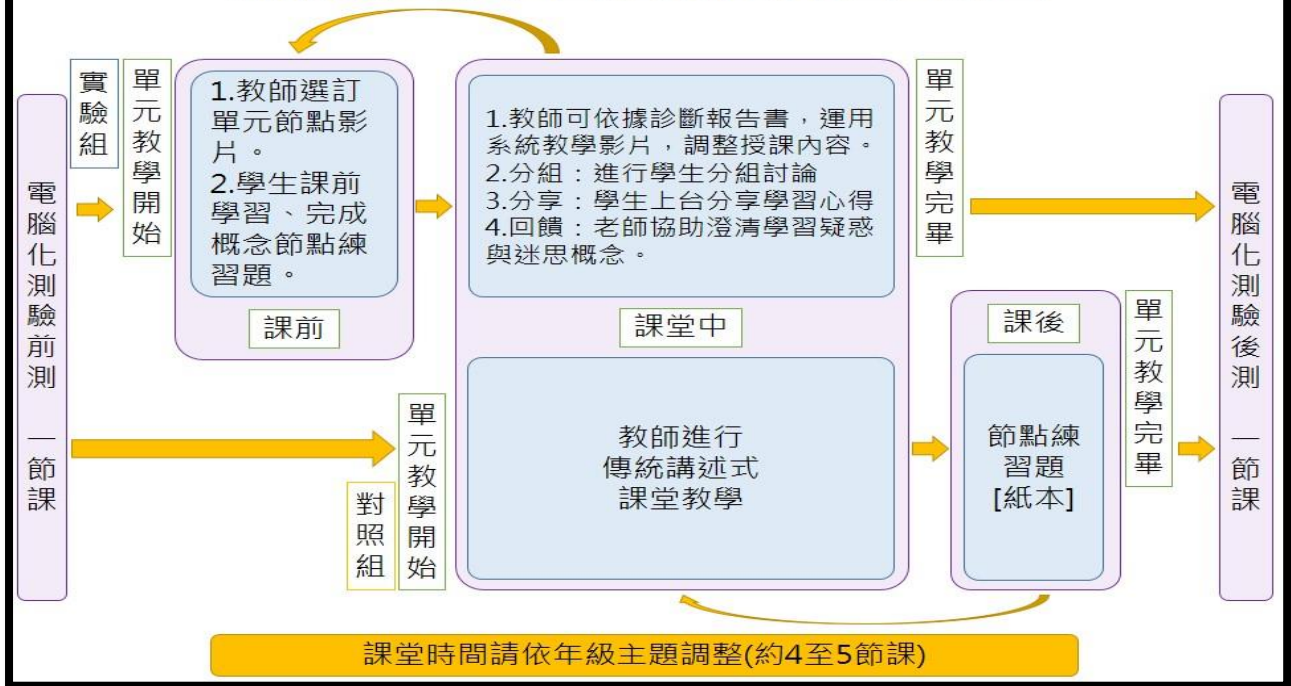 電腦化測驗前測 一節課
實驗組
單元教學開始
1.教師選訂
單元節點影
片。
2.學生課前
學習、完成
概念節點練
習題。
課前
1.教師可依據診斷報告書，運用
系統教學影片，調整授課內容。
2.分組：進行學生分組討論
3.分享：學生上台分享學習心得
4.回饋：老師協助澄清學習疑惑
與迷思概念。
課堂中
單元教學完畢
電腦化測驗後測 一節課
對照組
單元教學開始
教師進行
傳統講述式
課堂教學
課後
節點練
習題
[紙本]
單元教學完畢
課堂時間請依年級主題調整(約4至5節課)